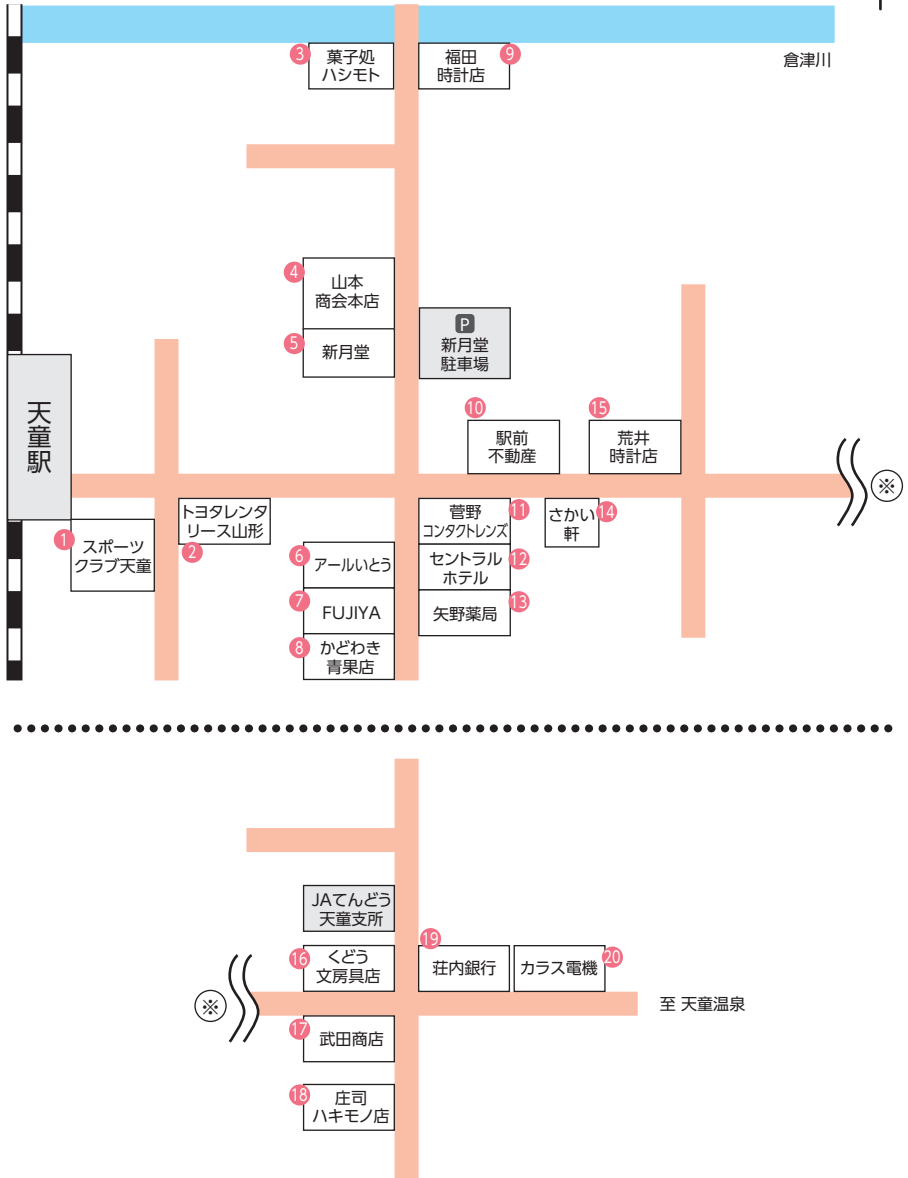 3
菓子処
ハシモト
福田
時計店
9
倉津川
4
山本
商会本店
5
新月堂
P
新月堂
駐車場
天童駅
10
駅前
不動産
15
荒井
時計店
※
1
スポーツ
クラブ天童
トヨタレンタ
リース山形
2
6
アールいとう
7
FUJIYA
8
かどわき
青果店
菅野
コンタクトレンズ
11
セントラル
ホテル
12
矢野薬局
13
さかい
軒
14
JAてんどう
天童支所
16
くどう
文房具店
19
荘内銀行
カラス電機
20
※
至 天童温泉
17
武田商店
18
庄司
ハキモノ店